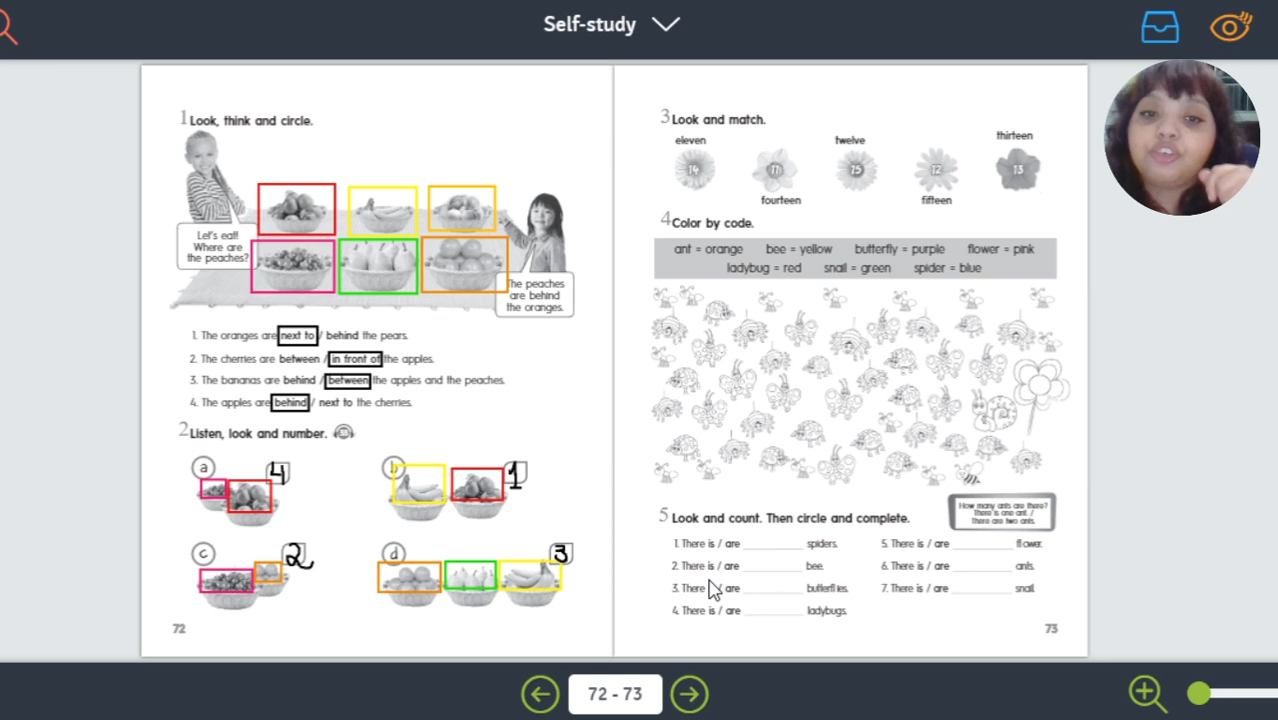 Self-study
1 Look, think and circle.
Let's eat!
Where are
the peaches?
The peaches
are behind
the oranges.
1. The oranges are next to / behind the pears.
2. The cherries are between / in front of the apples.
3. The bananas are behind / between the apples and the peaches.
4. The apples are behind / next to the cherries.
2 Listen, look and number.
a 4
b 1
c 2
d 3
72
3 Look and match.
eleven twelve thirteen
14 11 15 12 13
fourteen fifteen
4 Color by code.
ant = orange bee = yellow butterfly = purple flower = pink
ladybug = red snail = green spider = blue
How many ants are there?
There is one ant. /
There are two ants.
5 Look and count. Then circle and complete.
1. There is / are ________ spiders.
2. There is / are ________ bee.
3. There / are ________ butterflies.
4. There is / are ________ ladybugs.
5. There is / are ________ flower.
6. There is / are ________ ants.
7. There is / are ________ snail.
73
72 - 73